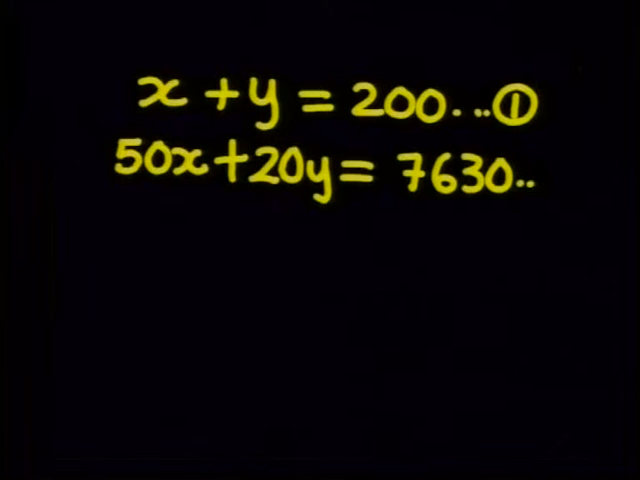 x + y = 200. ..①
50x+20y= 7630..